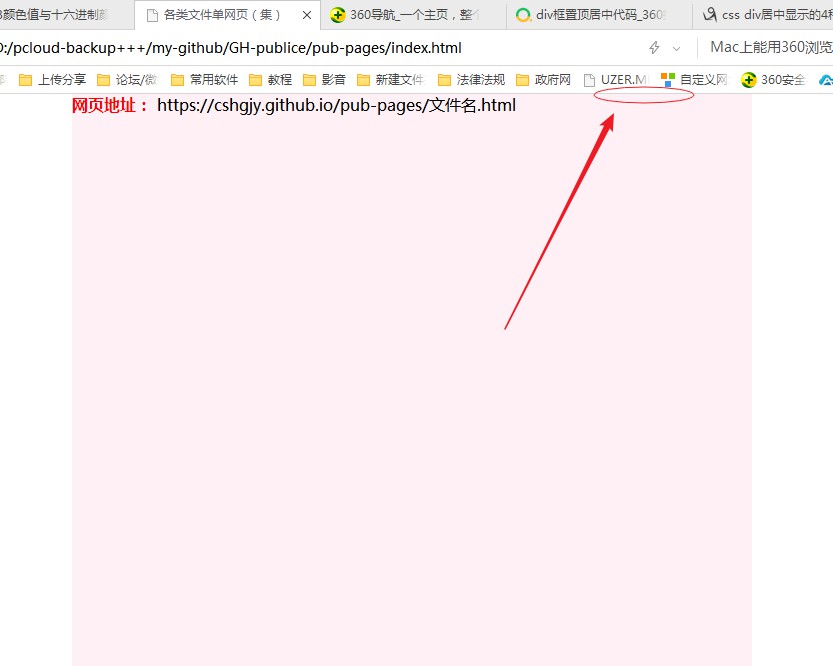 颜色值与十六进制颜 各类文件单网页（集） 360导航_一个主页，整个 div框置顶居中代码_360 css div居中显示的4种
:/pcloud-backup+++/my-github/GH-publice/pub-pages/index.html Mac上能用360浏览
上传分享 论坛/微 常用软件 教程 影音 新建文件 法律法规 政府网 UZER.M 自定义网 360安全
网页地址： https://cshgjy.github.io/pub-pages/文件名.html